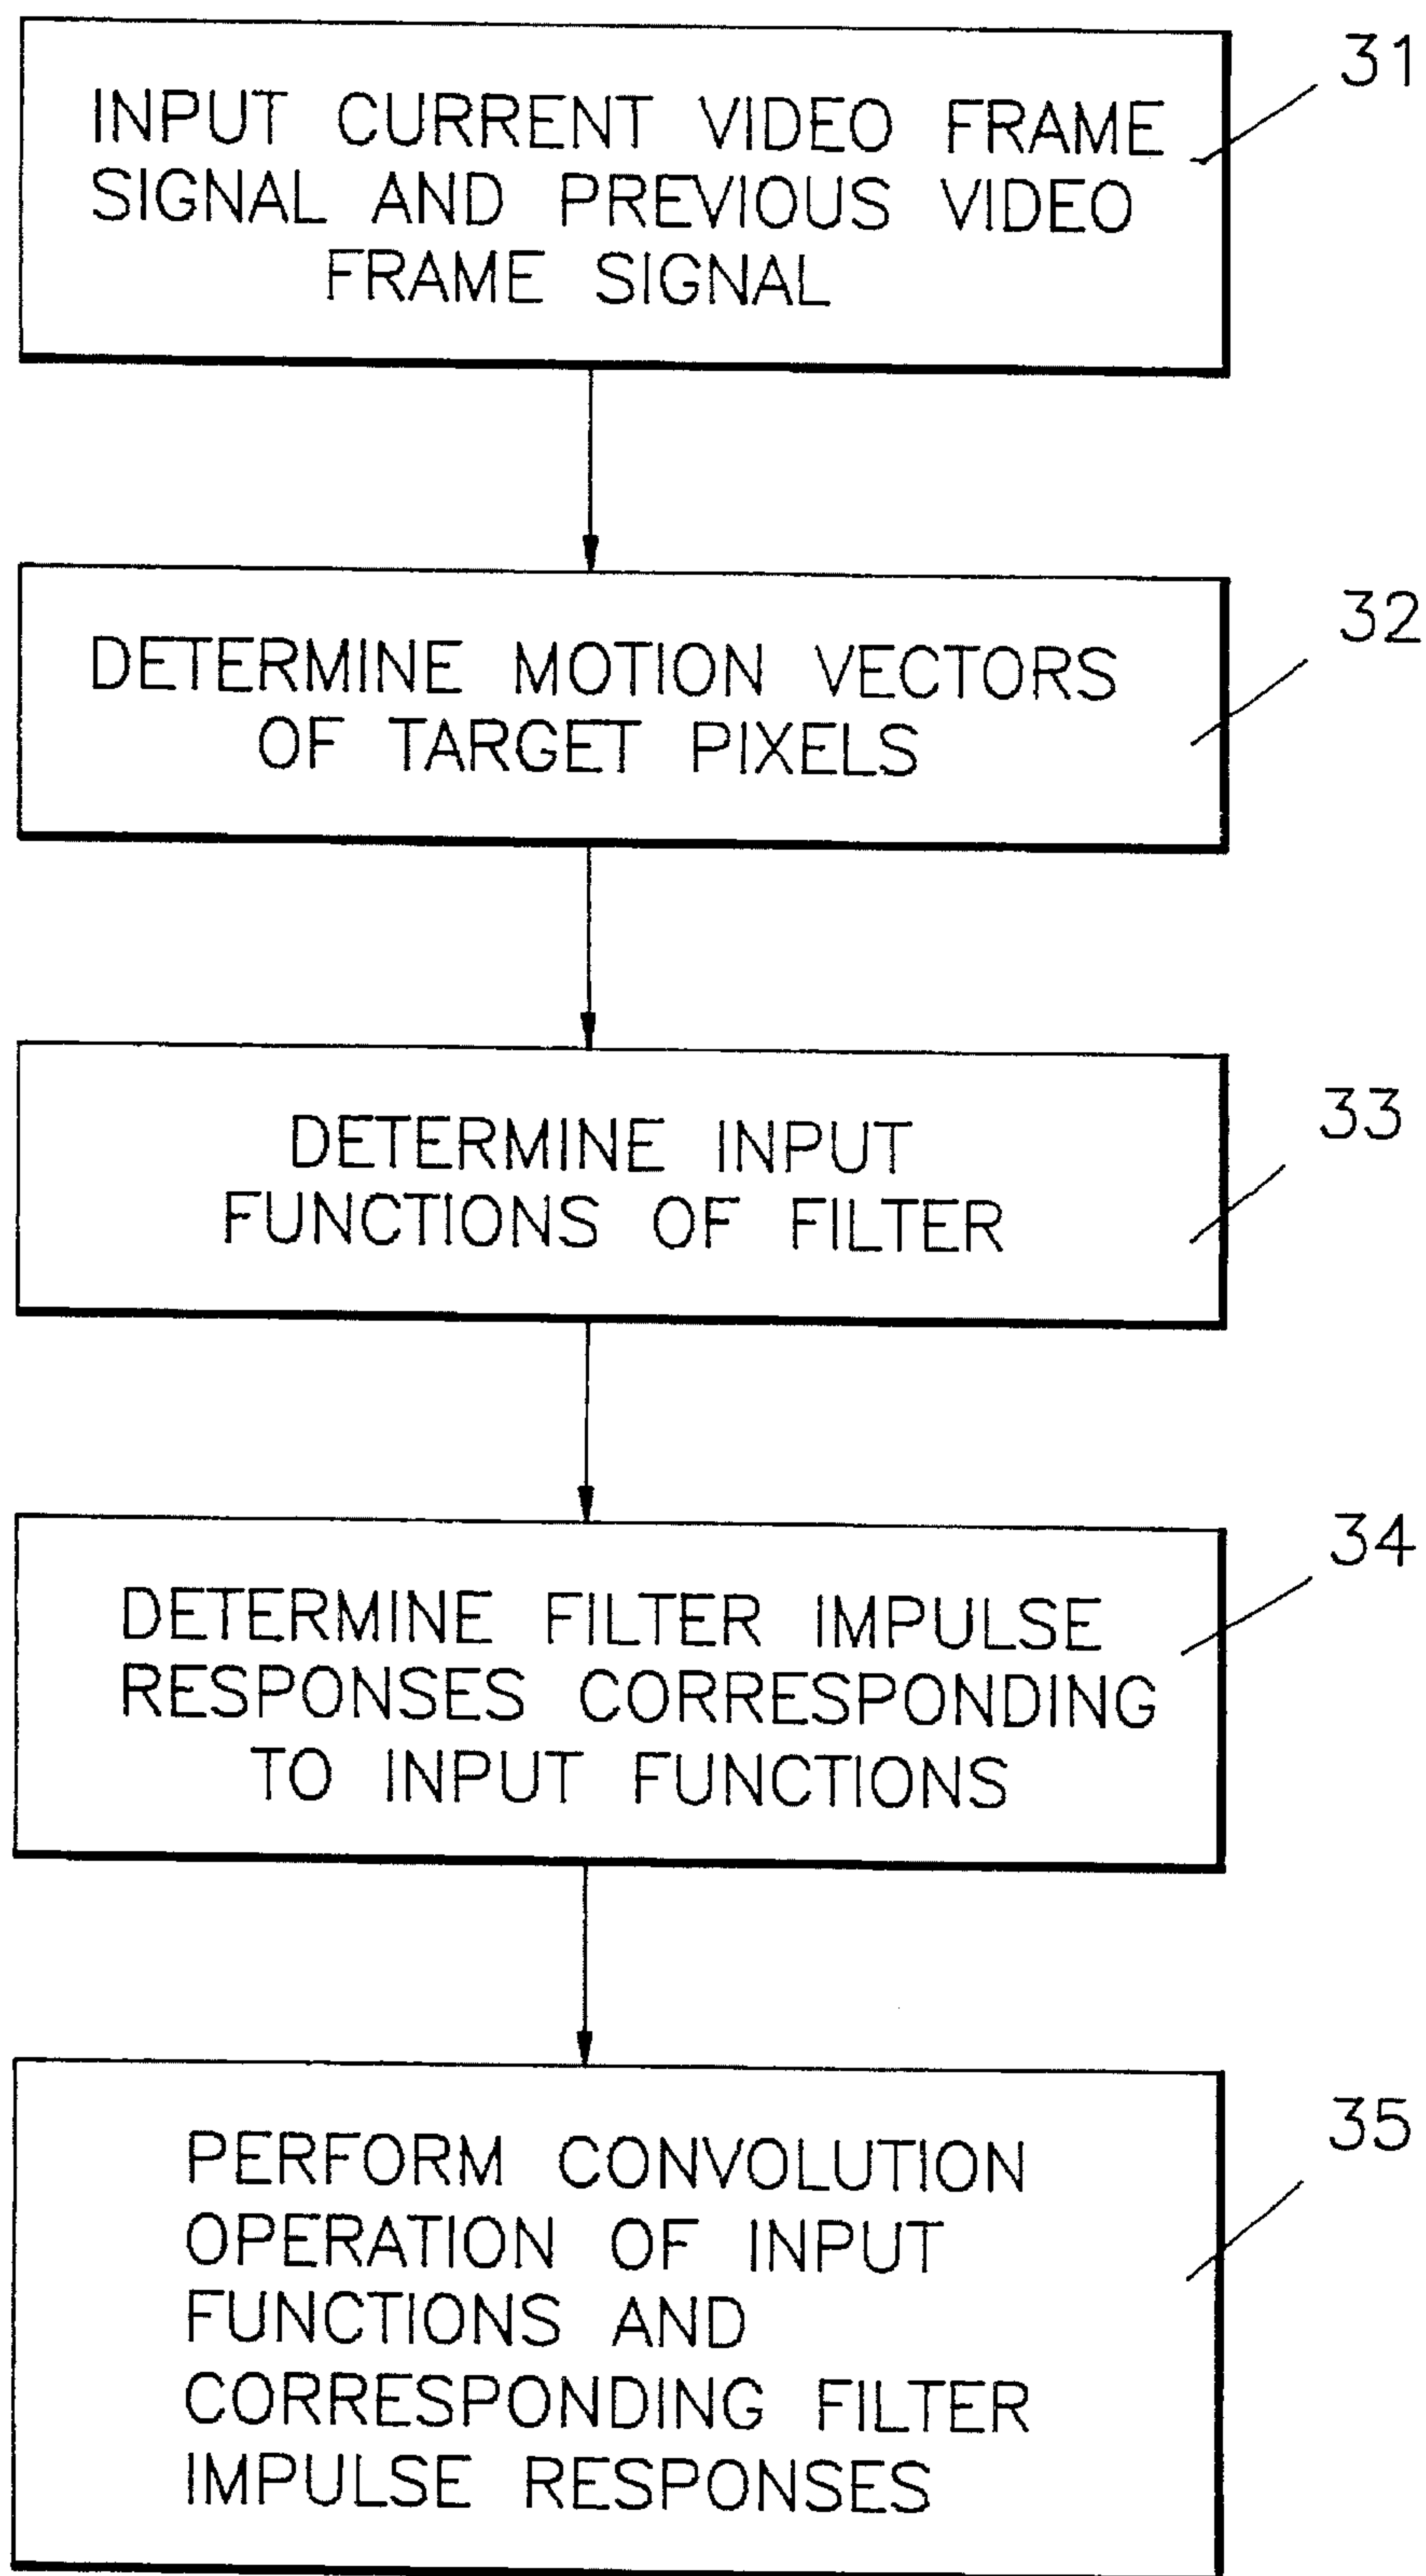 31
INPUT CURRENT VIDEO FRAME
SIGNAL AND PREVIOUS VIDEO
FRAME SIGNAL
32
DETERMINE MOTION VECTORS
OF TARGET PIXELS
33
DETERMINE INPUT
FUNCTIONS OF FILTER
34
DETERMINE FILTER IMPULSE
RESPONSES CORRESPONDING
TO INPUT FUNCTIONS
35
PERFORM CONVOLUTION
OPERATION OF INPUT
FUNCTIONS AND
CORRESPONDING FILTER
IMPULSE RESPONSES